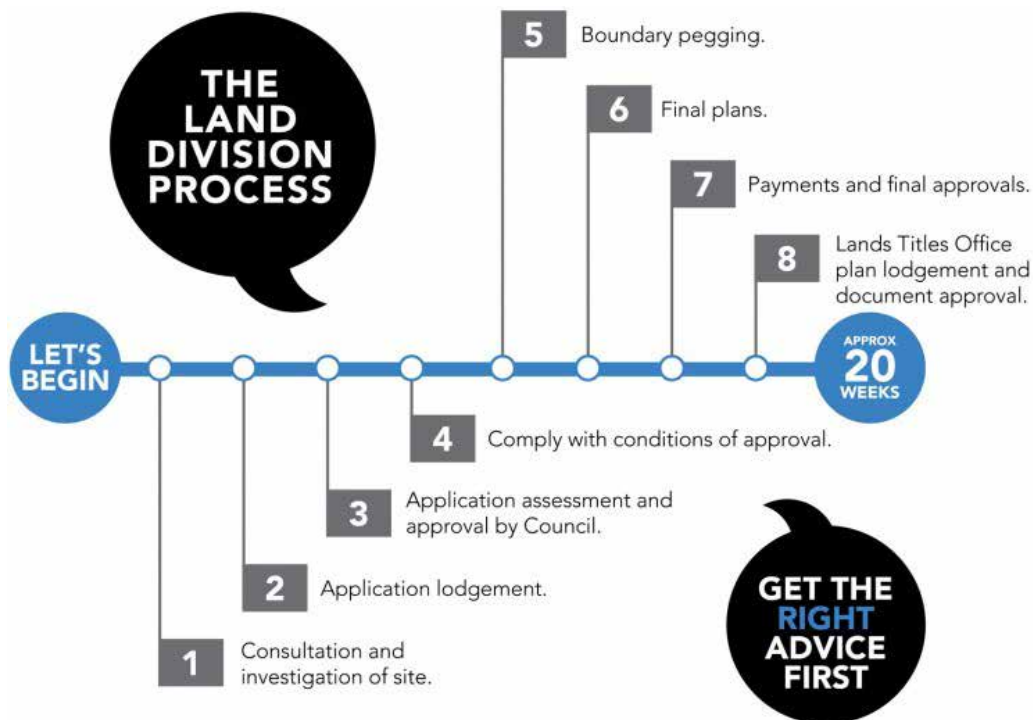 THE
LAND
DIVISION
PROCESS
LET'S
BEGIN
1
Consultation and
investigation of site.
2
Application lodgement.
3
Application assessment and
approval by Council.
4
Comply with conditions of approval.
5
Boundary pegging.
6
Final plans.
7
Payments and final approvals.
8
Lands Titles Office
plan lodgement and
document approval.
APPROX
20
WEEKS
GET THE
RIGHT
ADVICE
FIRST